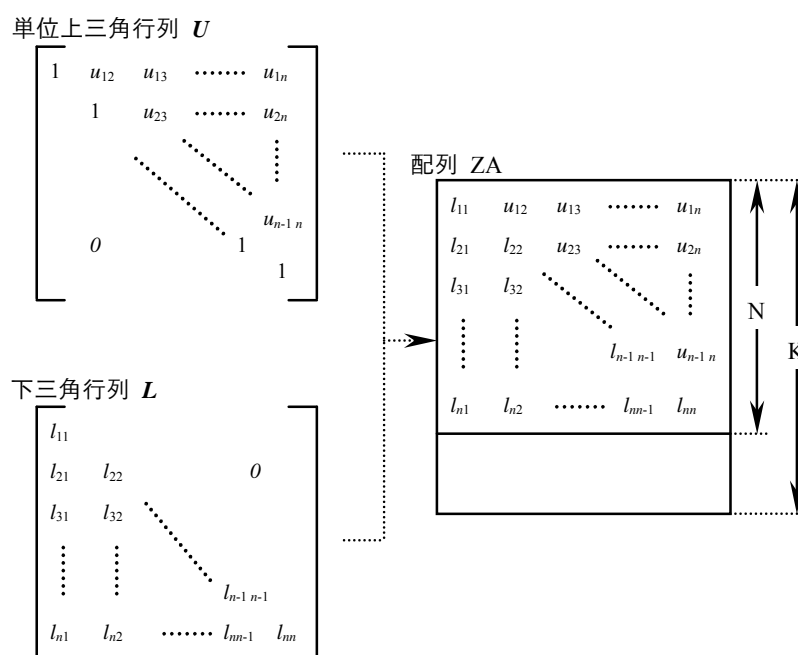 単位上三角行列 U
1 u12 u13 ‥‥‥ u1n
1 u23 ‥‥‥ u2n
un-1 n
0 1
1
下三角行列 L
l11
l21 l22 0
l31 l32
ln-1 n-1
ln1 ln2 ‥‥‥ lnn-1 lnn
配列 ZA
l11 u12 u13 ‥‥‥ u1n
l21 l22 u23 ‥‥‥ u2n
l31 l32
ln-1 n-1 un-1 n
ln1 ln2 ‥‥‥ lnn-1 lnn
N
K